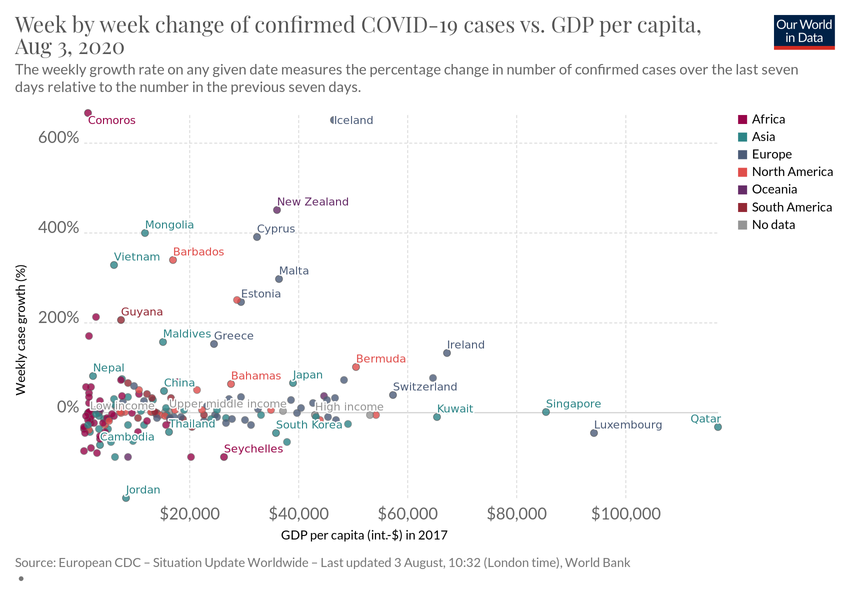 Week by week change of confirmed COVID-19 cases vs. GDP per capita,
Aug 3, 2020
Our World
in Data
The weekly growth rate on any given date measures the percentage change in number of confirmed cases over the last seven
days relative to the number in the previous seven days.
Comoros
Iceland
Africa
600%
Asia
Europe
North America
Oceania
New Zealand
South America
Mongolia
Cyprus
No data
400%
Barbados
Vietnam
Malta
Estonia
Weekly case growth (%)
Guyana
200%
Maldives
Greece
Ireland
Bermuda
Nepal
China
Bahamas
Japan
Switzerland
Low income
Upper middle income
High income
Kuwait
Singapore
0%
Qatar
Cambodia
Thailand
South Korea
Luxembourg
Seychelles
Jordan
$20,000
$40,000
$60,000
$80,000
$100,000
GDP per capita (int.-$) in 2017
Source: European CDC – Situation Update Worldwide – Last updated 3 August, 10:32 (London time), World Bank